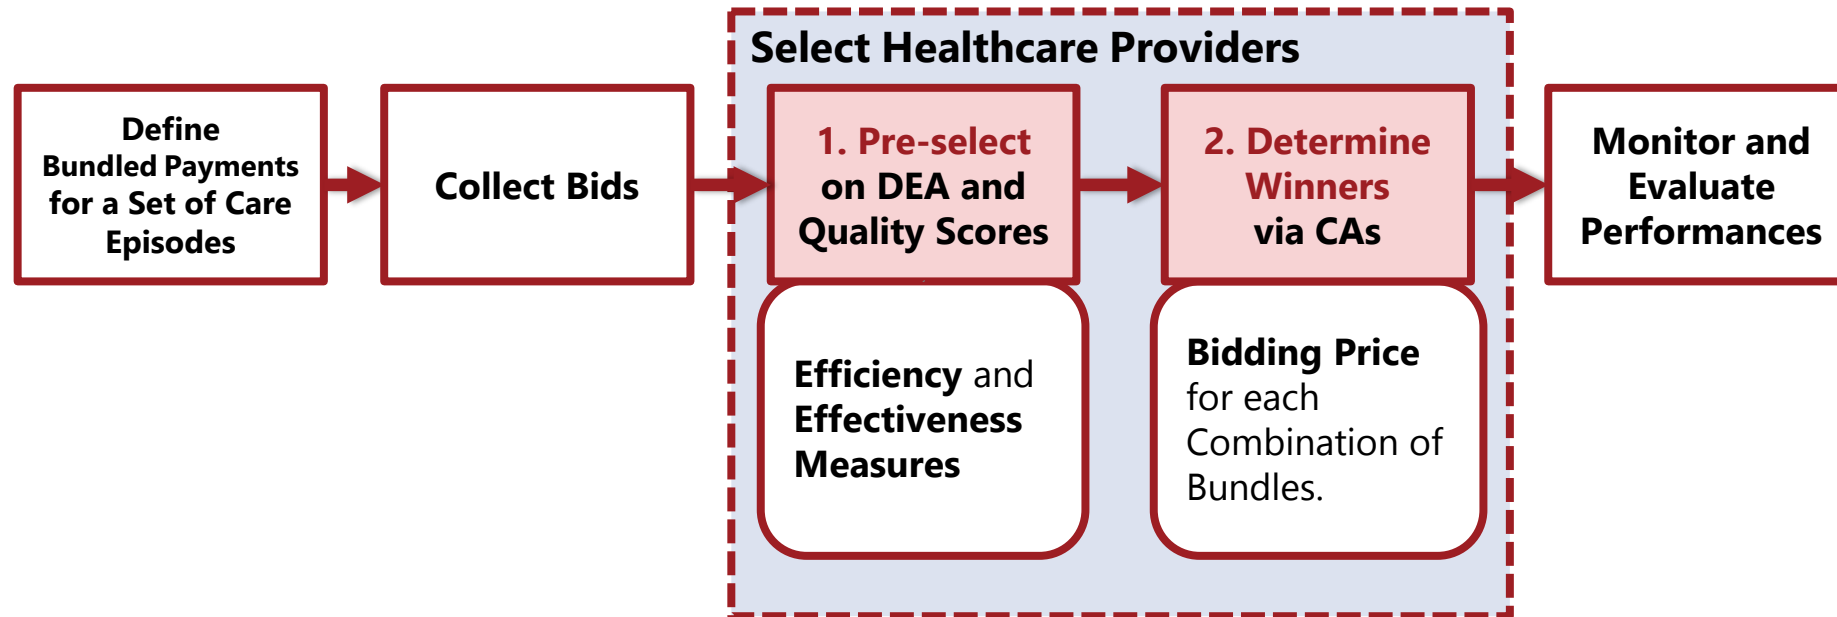 Select Healthcare Providers
Define
Bundled Payments
for a Set of Care
Episodes
Collect Bids
1. Pre-select
on DEA and
Quality Scores
2. Determine
Winners
via CAs
Monitor and
Evaluate
Performances
Efficiency and
Effectiveness
Measures
Bidding Price
for each
Combination of
Bundles.